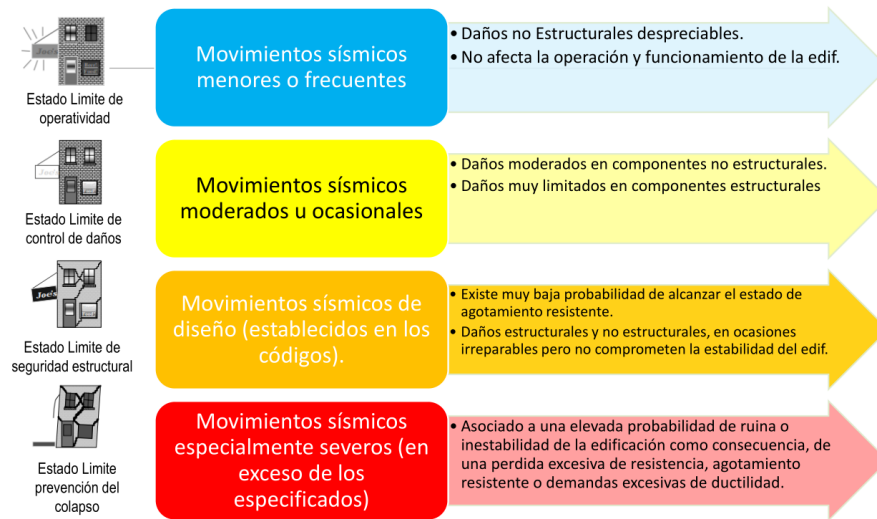 Joe's
Estado Limite de
operatividad
Movimientos sísmicos
menores o frecuentes
• Daños no Estructurales despreciables.
• No afecta la operación y funcionamiento de la edif.
Estado Limite de
control de daños
Movimientos sísmicos
moderados u ocasionales
• Daños moderados en componentes no estructurales.
• Daños muy limitados en componentes estructurales
Joe's
Estado Limite de
seguridad estructural
Movimientos sísmicos de
diseño (establecidos en los
códigos).
• Existe muy baja probabilidad de alcanzar el estado de
agotamiento resistente.
• Daños estructurales y no estructurales, en ocasiones
irreparables pero no comprometen la estabilidad del edif.
Estado Limite
prevención del
colapso
Movimientos sísmicos
especialmente severos (en
exceso de los
especificados)
• Asociado a una elevada probabilidad de ruina o
inestabilidad de la edificación como consecuencia, de
una perdida excesiva de resistencia, agotamiento
resistente o demandas excesivas de ductilidad.